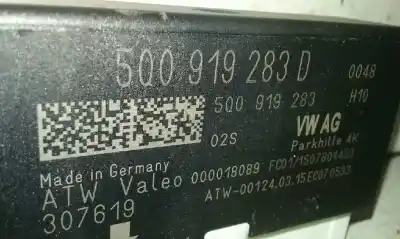 5Q0 919 283 D 0048
5Q0 919 283 H10
02S VW AG
Parkhilfe 4K
Made in Germany
ATW Valeo 000018089
307619 ATW-00124.03.15